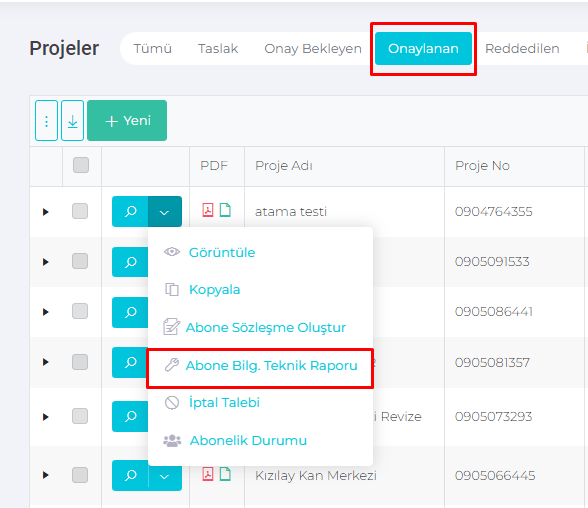 Projeler
Tümü Taslak Onay Bekleyen Onaylanan Reddedilen
Yeni
PDF Proje Adı Proje No
atama testi 0904764355
Görüntüle
0905091533
Kopyala
0905086441
Abone Sözleşme Oluştur
Abone Bilg. Teknik Raporu
0905081357
İptal Talebi
i Revize 0905073293
Abonelik Durumu
Kızılay Kan Merkezi 0905066445